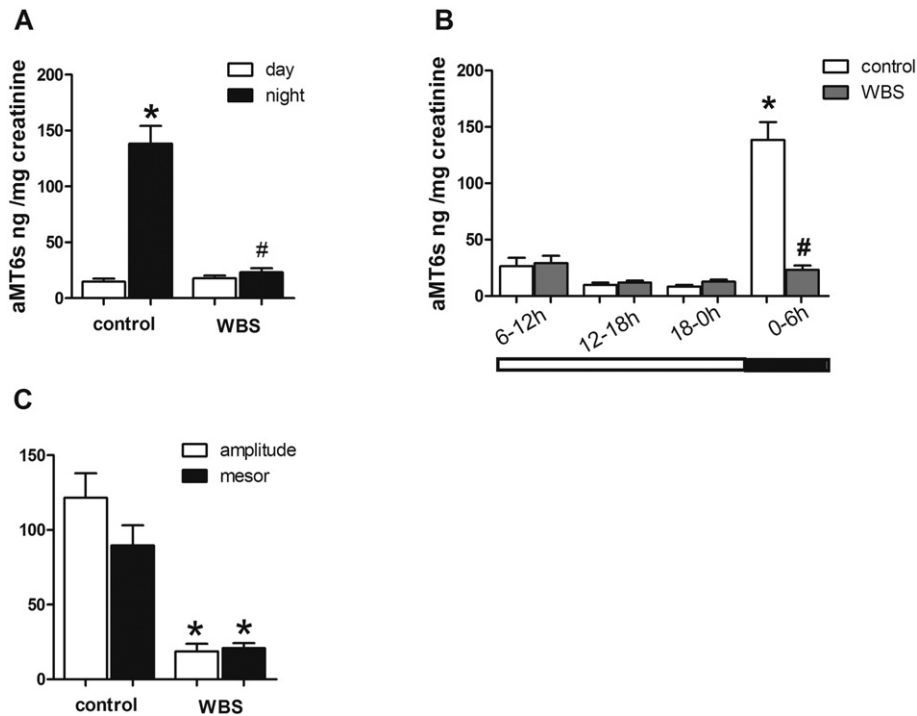 A
aMT6s ng /mg creatinine
200
150
100
50
0
day
night
*
#
control WBS
B
aMT6s ng /mg creatinine
200
150
100
50
0
control
WBS
*
#
6-12h 12-18h 18-0h 0-6h
C
150
100
50
0
amplitude
mesor
* *
control WBS